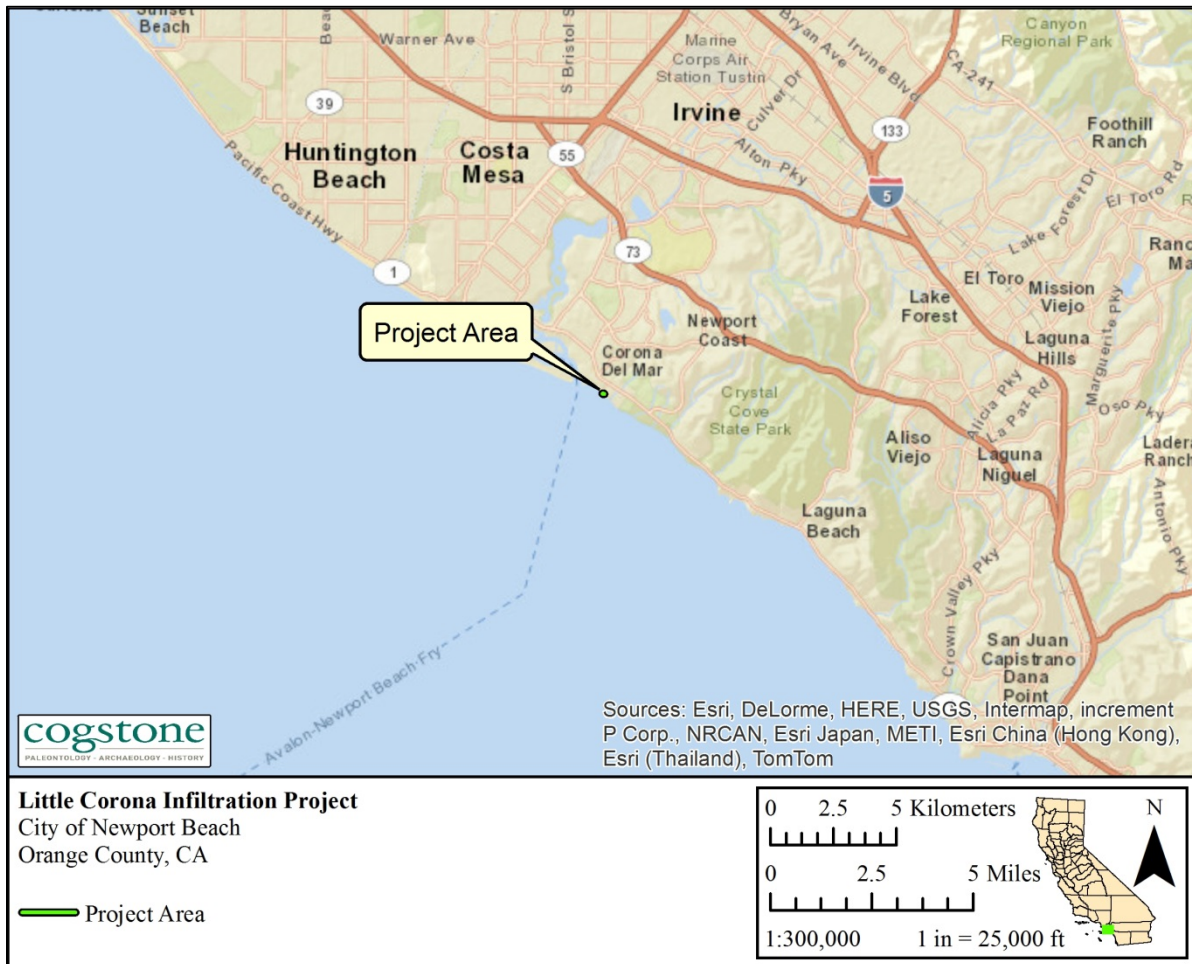 Sunset
Beach
Warner Ave
S Bristol S
Marine
Corps Air
Station Tustin
Bryan Ave
Irvine Blvd
CA-241
Canyon
Regional Park
39
Huntington
Beach
Costa
Mesa
55
Irvine
Culver Dr
Alton Pky
133
5
Foothill
Ranch
El Toro Rd
Lake Forest Dr
Pacific Coast Hwy
1
73
El Toro
Mission
Viejo
Lake
Forest
Laguna
Hills
Marguerite Pky
Project Area
Corona
Del Mar
Newport
Coast
Crystal
Cove
State Park
Alicia Pky
La Paz Rd
Oso Pky
Aliso
Viejo
Laguna
Niguel
Ladera
Ranch
Antonio Pky
Laguna
Beach
Crown Valley Pky
San Juan
Capistrano
Dana
Point
Avalon-Newport Beach Fry
cogstone
PALEONTOLOGY - ARCHAEOLOGY - HISTORY
Sources: Esri, DeLorme, HERE, USGS, Intermap, increment
P Corp., NRCAN, Esri Japan, METI, Esri China (Hong Kong),
Esri (Thailand), TomTom
Little Corona Infiltration Project
City of Newport Beach
Orange County, CA
Project Area
0 2.5 5 Kilometers
0 2.5 5 Miles
1:300,000 1 in = 25,000 ft
N